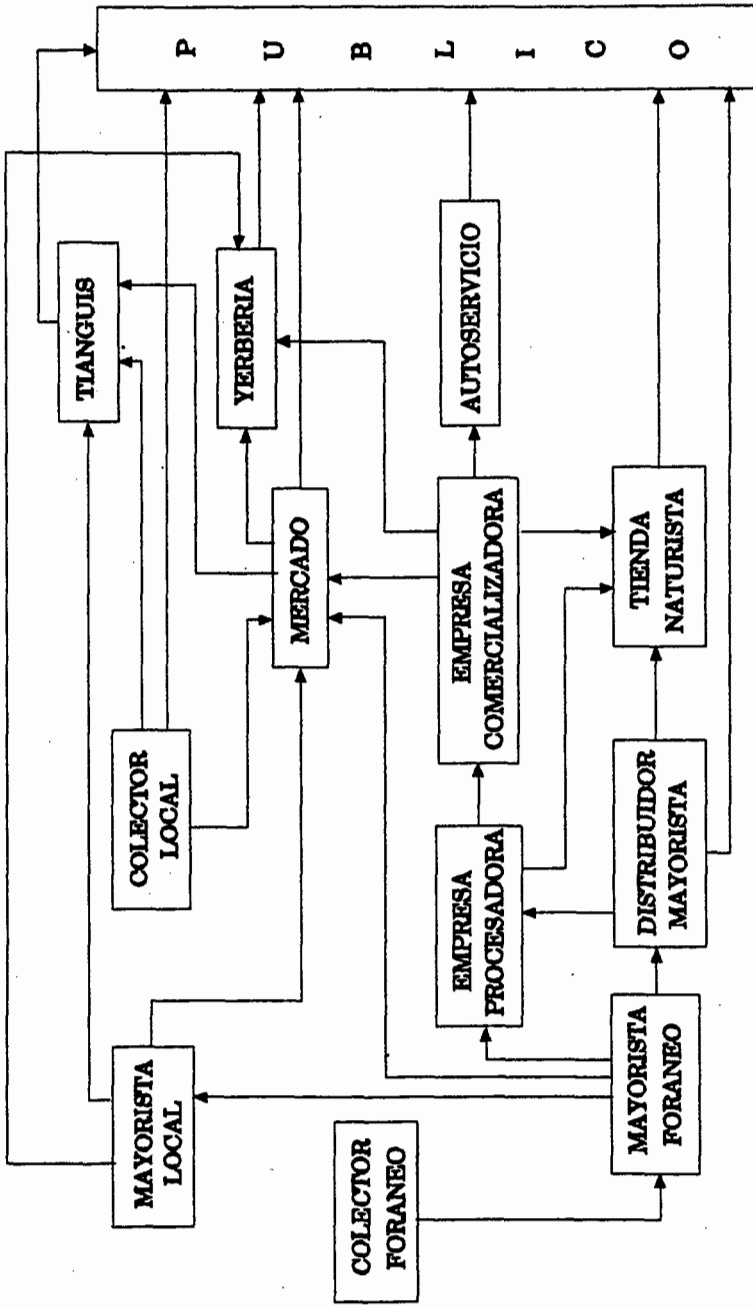 TIANGUIS
MAYORISTA
LOCAL
COLECTOR
LOCAL
YERBERIA
MERCADO
COLECTOR
FORANEO
EMPRESA
PROCESADORA
EMPRESA
COMERCIALIZADORA
AUTOSERVICIO
MAYORISTA
FORANEO
DISTRIBUIDOR
MAYORISTA
TIENDA
NATURISTA
P U B L I C O